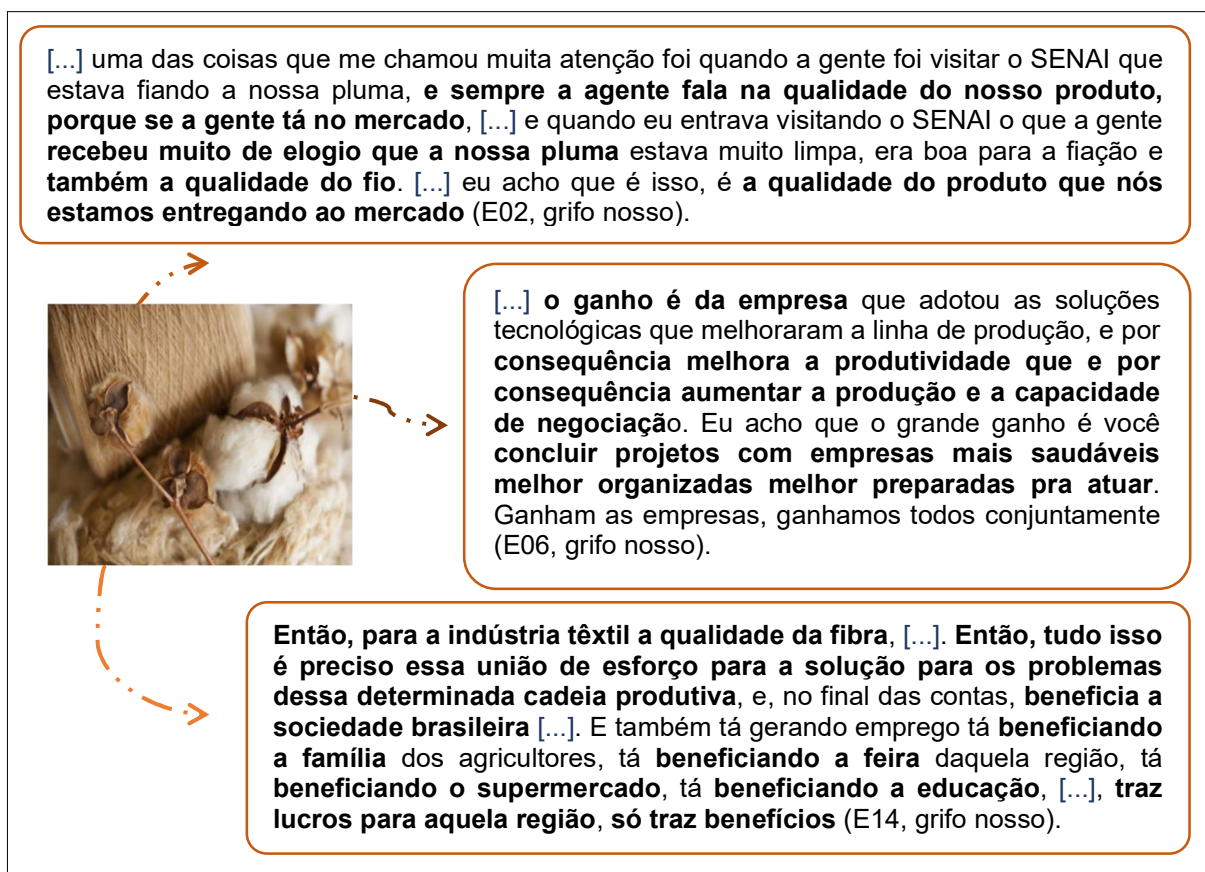 [...] uma das coisas que me chamou muita atenção foi quando a gente foi visitar o SENAI que
estava fiando a nossa pluma, e sempre a agente fala na qualidade do nosso produto,
porque se a gente tá no mercado, [...] e quando eu entrava visitando o SENAI o que a gente
recebeu muito de elogio que a nossa pluma estava muito limpa, era boa para a fiação e
também a qualidade do fio. [...] eu acho que é isso, é a qualidade do produto que nós
estamos entregando ao mercado (E02, grifo nosso).
[...] o ganho é da empresa que adotou as soluções
tecnológicas que melhoraram a linha de produção, e por
consequência melhora a produtividade que e por
consequência aumentar a produção e a capacidade
de negociação. Eu acho que o grande ganho é você
concluir projetos com empresas mais saudáveis
melhor organizadas melhor preparadas pra atuar.
Ganham as empresas, ganhamos todos conjuntamente
(E06, grifo nosso).
Então, para a indústria têxtil a qualidade da fibra, [...]. Então, tudo isso
é preciso essa união de esforço para a solução para os problemas
dessa determinada cadeia produtiva, e, no final das contas, beneficia a
sociedade brasileira [...]. E também tá gerando emprego tá beneficiando
a família dos agricultores, tá beneficiando a feira daquela região, tá
beneficiando o supermercado, tá beneficiando a educação, [...], traz
lucros para aquela região, só traz benefícios (E14, grifo nosso).